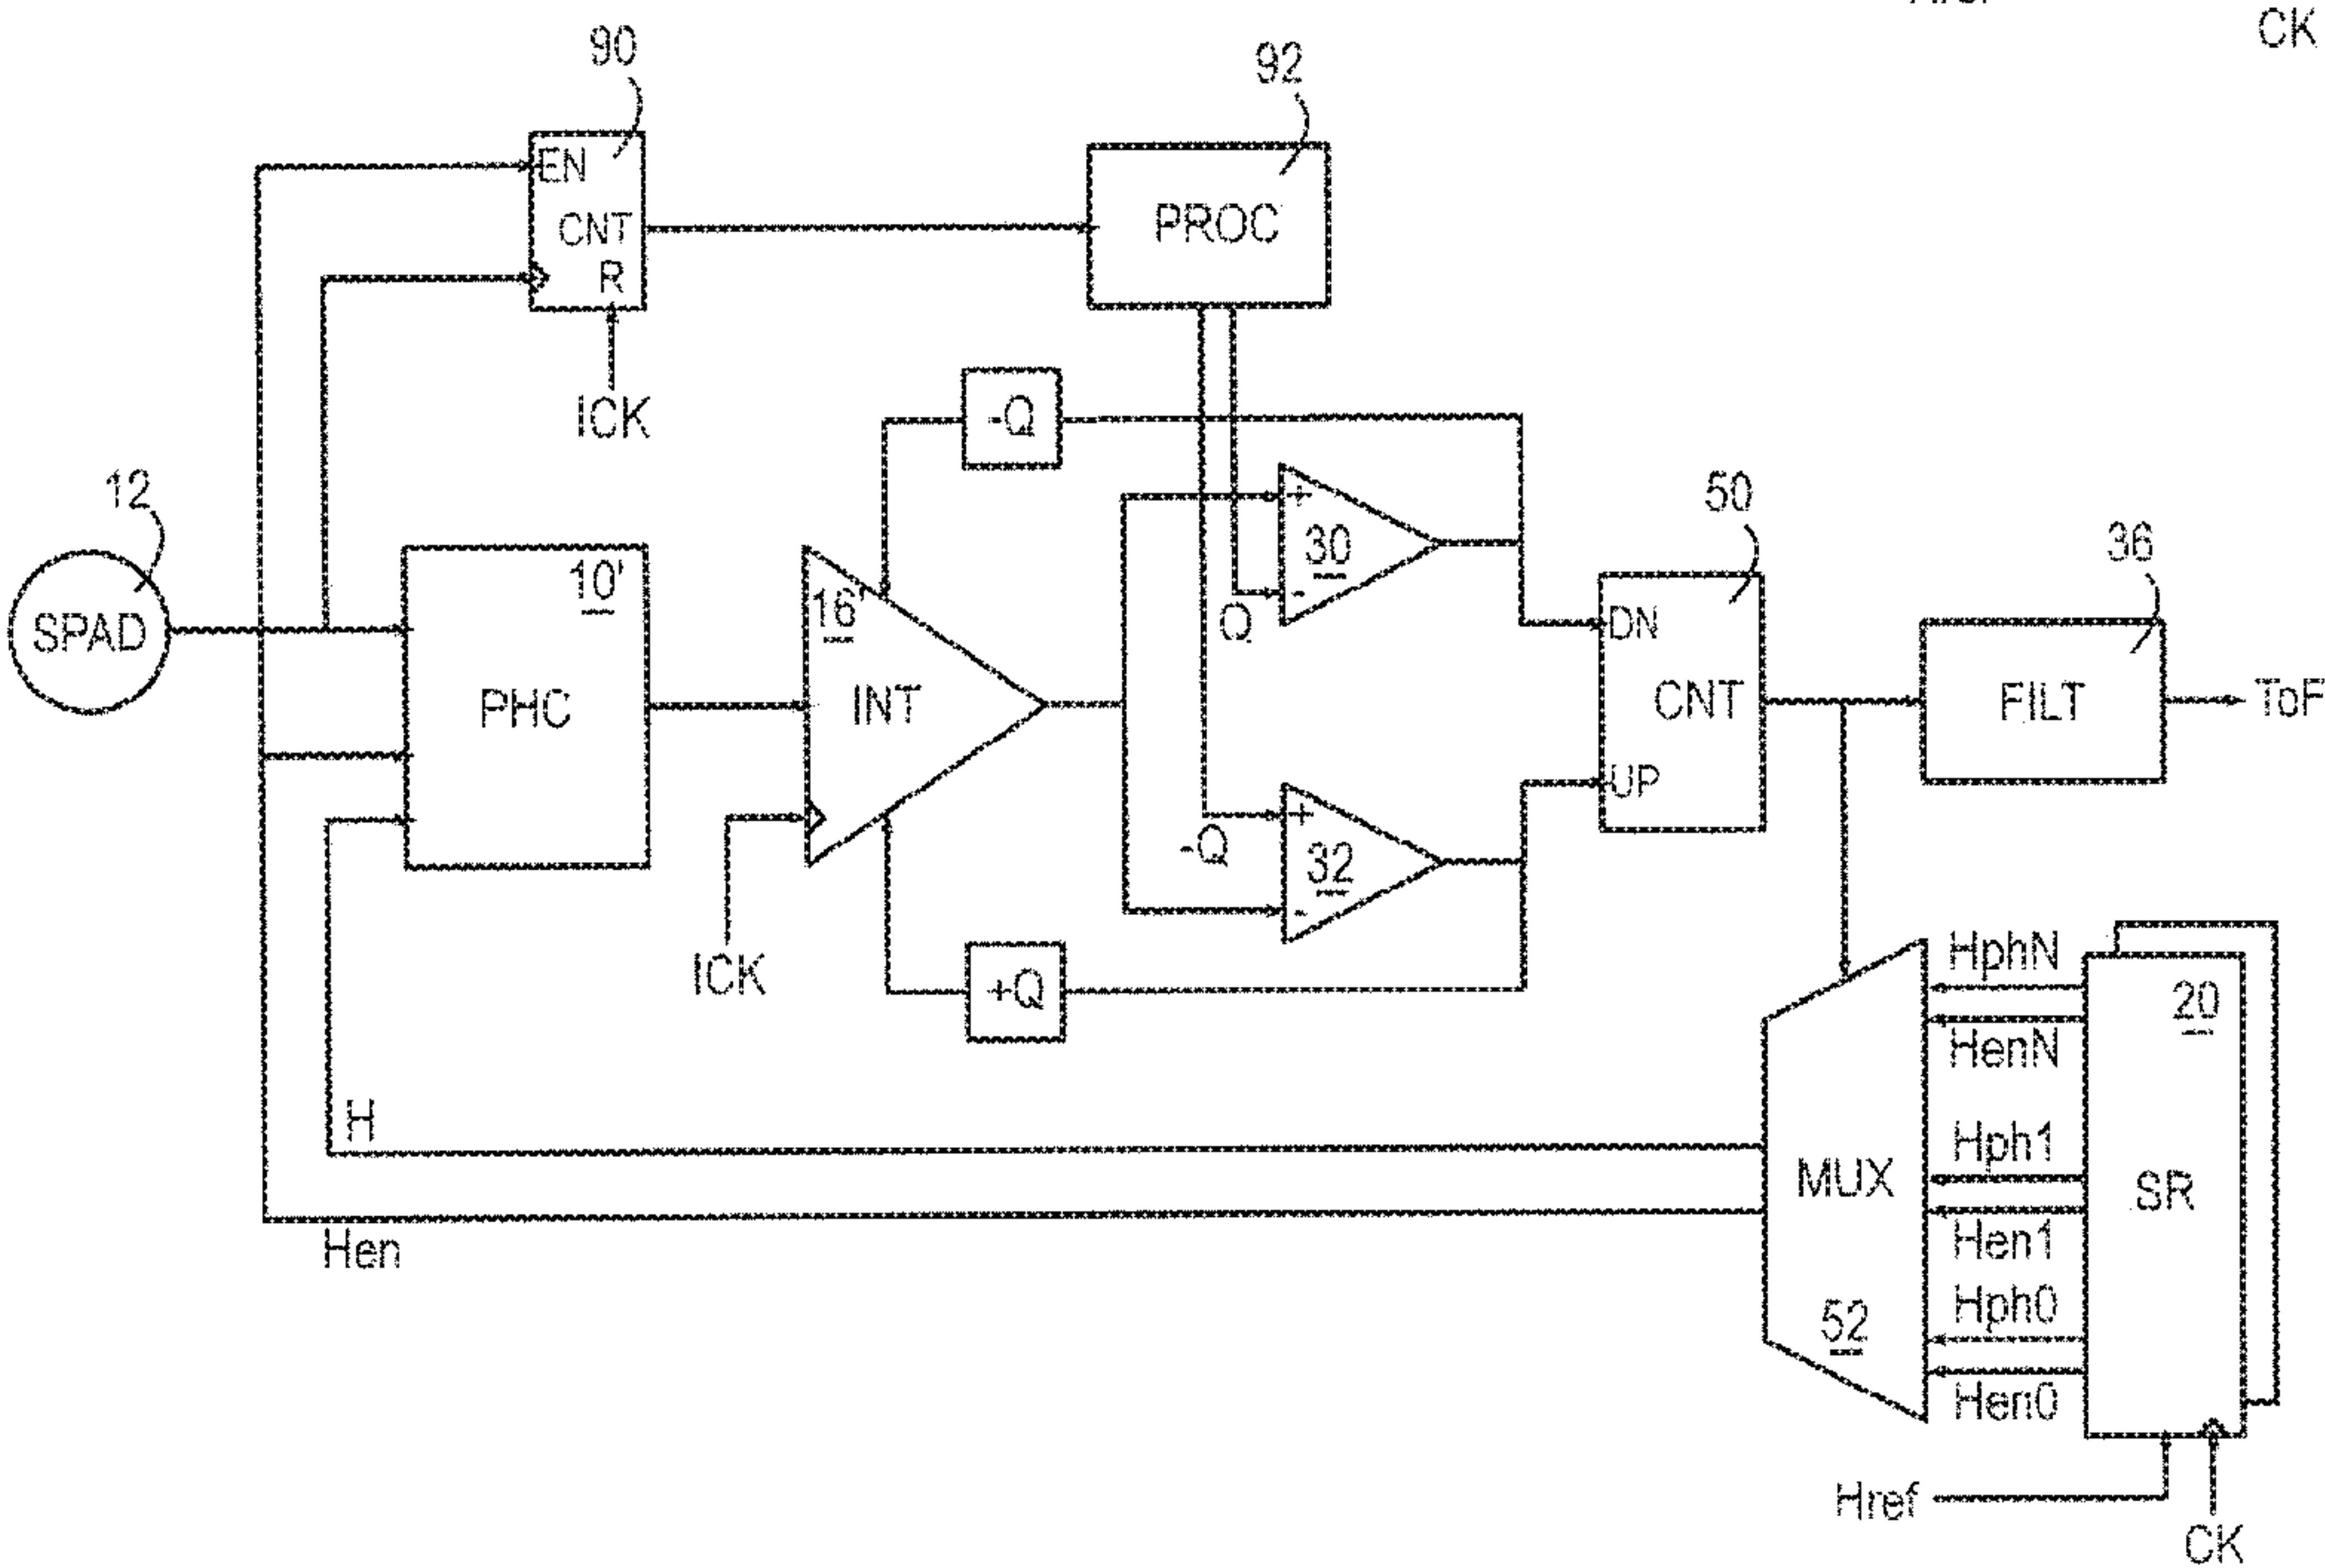 CK
90
92
EN
CNT
R
PROC
ICK
-Q
12
SPAD
10'
PHC
16'
INT
ICK
+
30
-
Q
+
-Q
32
-
+Q
50
DN
CNT
UP
36
FILT
ToF
H
Hen
MUX
52
HphN
HenN
Hph1
Hen1
Hph0
Hen0
20
SR
Href
CK